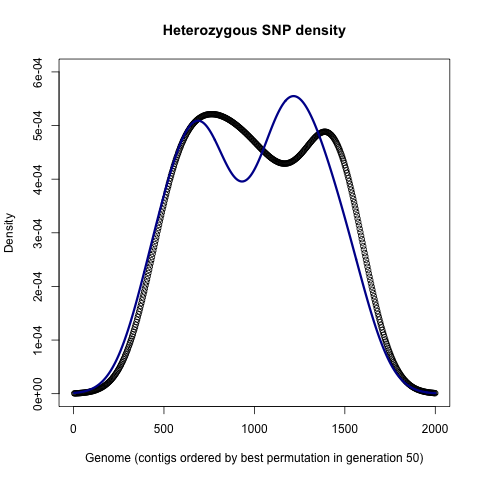 Heterozygous SNP density
Density
6e-04
5e-04
4e-04
3e-04
2e-04
1e-04
0e+00
0 500 1000 1500 2000
Genome (contigs ordered by best permutation in generation 50)